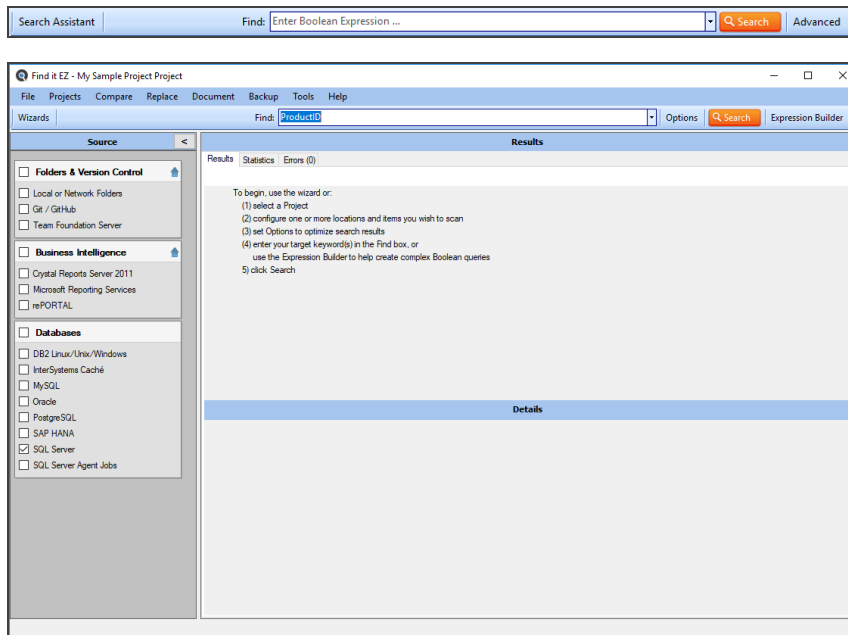 Search Assistant Find: Enter Boolean Expression ... Search Advanced
Find it EZ - My Sample Project Project
File Projects Compare Replace Document Backup Tools Help
Wizards Find: ProductID Options Search Expression Builder
Source <
Folders & Version Control
Local or Network Folders
Git / GitHub
Team Foundation Server
Business Intelligence
Crystal Reports Server 2011
Microsoft Reporting Services
rePORTAL
Databases
DB2 Linux/Unix/Windows
InterSystems Caché
MySQL
Oracle
PostgreSQL
SAP HANA
SQL Server
SQL Server Agent Jobs
Results
Results Statistics Errors (0)
To begin, use the wizard or:
(1) select a Project
(2) configure one or more locations and items you wish to scan
(3) set Options to optimize search results
(4) enter your target keyword(s) in the Find box, or
use the Expression Builder to help create complex Boolean queries
5) click Search
Details